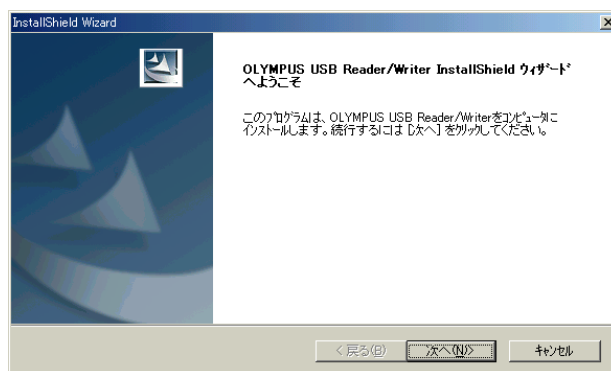 InstallShield Wizard
OLYMPUS USB Reader/Writer InstallShield ウィザード
へようこそ
このプログラムは、OLYMPUS USB Reader/Writerをコンピュータに
インストールします。続行するには [次へ] をクリックしてください。
< 戻る(B)
次へ(N)>
キャンセル